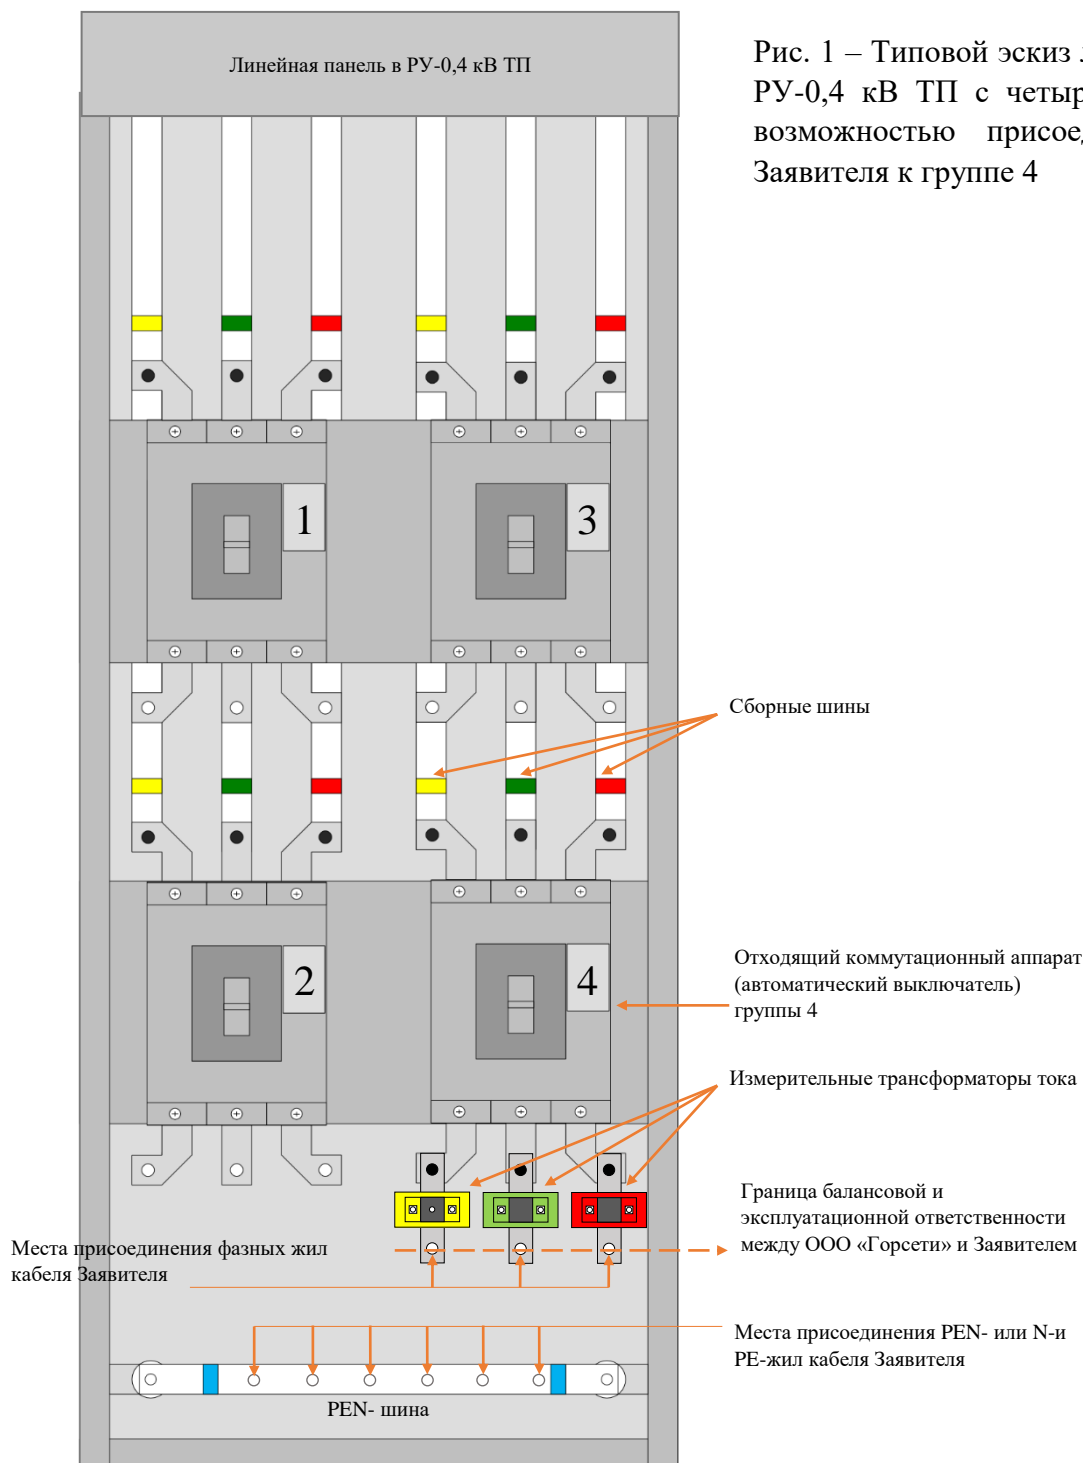 Линейная панель в РУ-0,4 кВ ТП
Рис. 1 – Типовой эскиз
РУ-0,4 кВ ТП с
возможностью
Заявителя к группе 4
1
3
Сборные шины
2
4
Отходящий коммутационный аппарат
(автоматический выключатель)
группы 4
Измерительные трансформаторы тока
Граница балансовой и
эксплуатационной ответственности
между ООО «Горсети» и Заявителем
Места присоединения фазных жил
кабеля Заявителя
Места присоединения PEN- или N-и
PE-жил кабеля Заявителя
PEN- шина